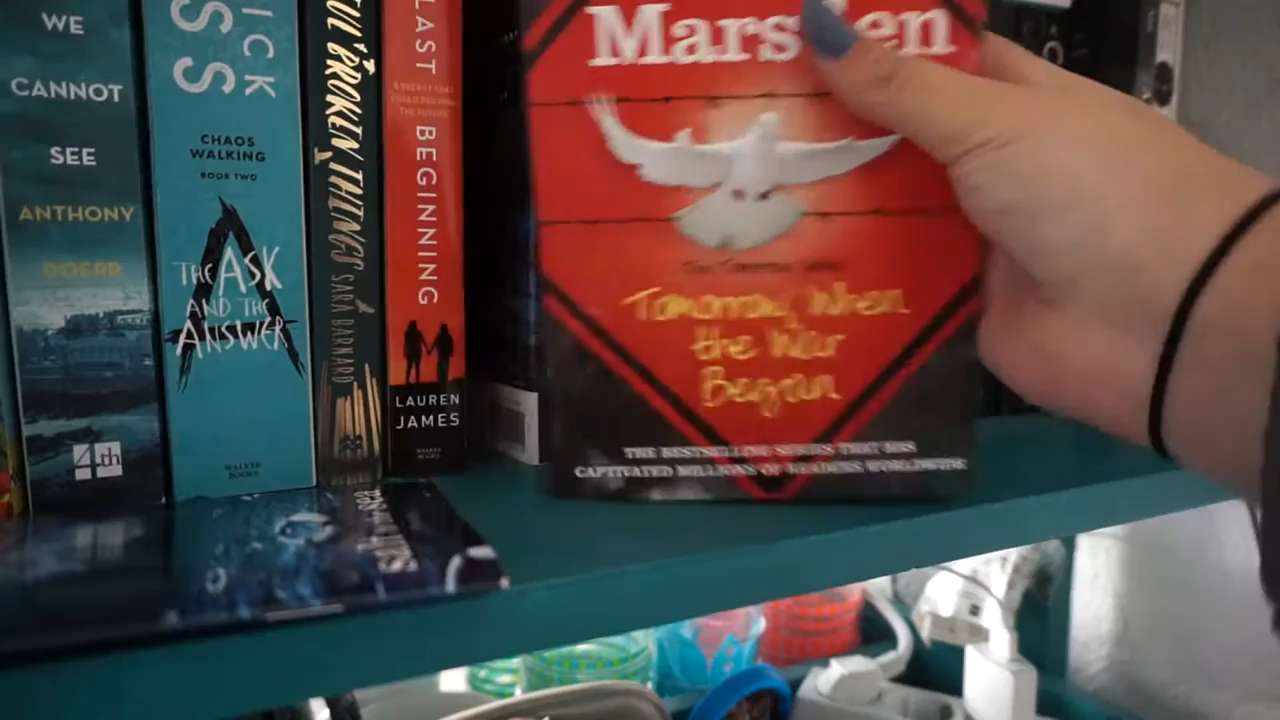 WE
CANNOT
SEE
ANTHONY
DOERR
4th
ICK
SS
CHAOS
WALKING
BOOK TWO
THE ASK
AND THE
ANSWER
WALKER
BOOKS
BROKEN THINGS SARA BARNARD
LAST BEGINNING
LAUREN
JAMES
Marsden
Tomorrow, When
the War
Began
THE BESTSELLING SERIES THAT HAS
CAPTIVATED MILLIONS OF READERS WORLDWIDE